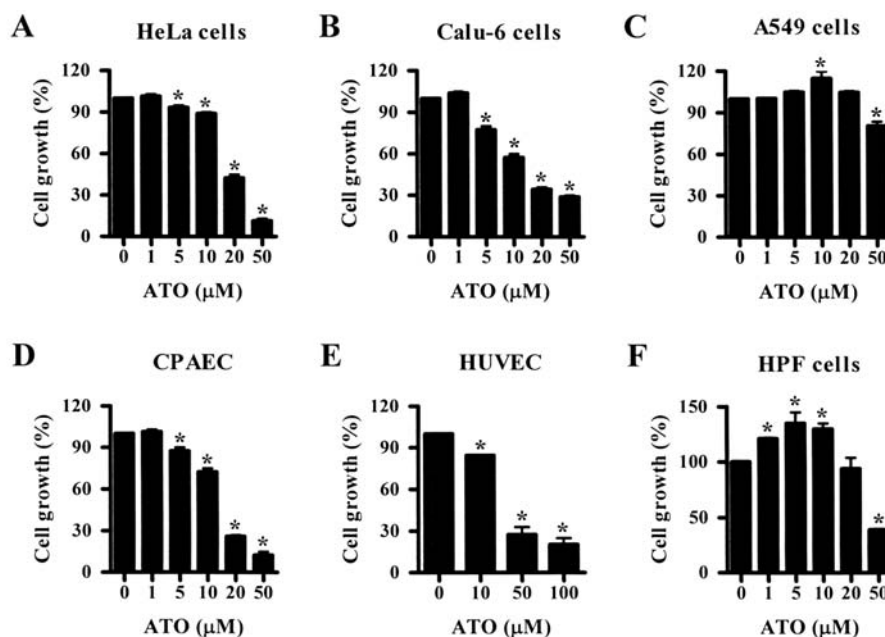 A
HeLa cells
Cell growth (%)
120
90
60
30
0
*
*
*
*
0 1 5 10 20 50
ATO (μM)
B
Calu-6 cells
Cell growth (%)
120
90
60
30
0
*
*
*
*
0 1 5 10 20 50
ATO (μM)
C
A549 cells
Cell growth (%)
120
90
60
30
0
*
*
0 1 5 10 20 50
ATO (μM)
D
CPAEC
Cell growth (%)
120
90
60
30
0
*
*
*
*
0 1 5 10 20 50
ATO (μM)
E
HUVEC
Cell growth (%)
120
90
60
30
0
*
*
*
0 10 50 100
ATO (μM)
F
HPF cells
Cell growth (%)
150
100
50
0
*
*
*
*
0 1 5 10 20 50
ATO (μM)